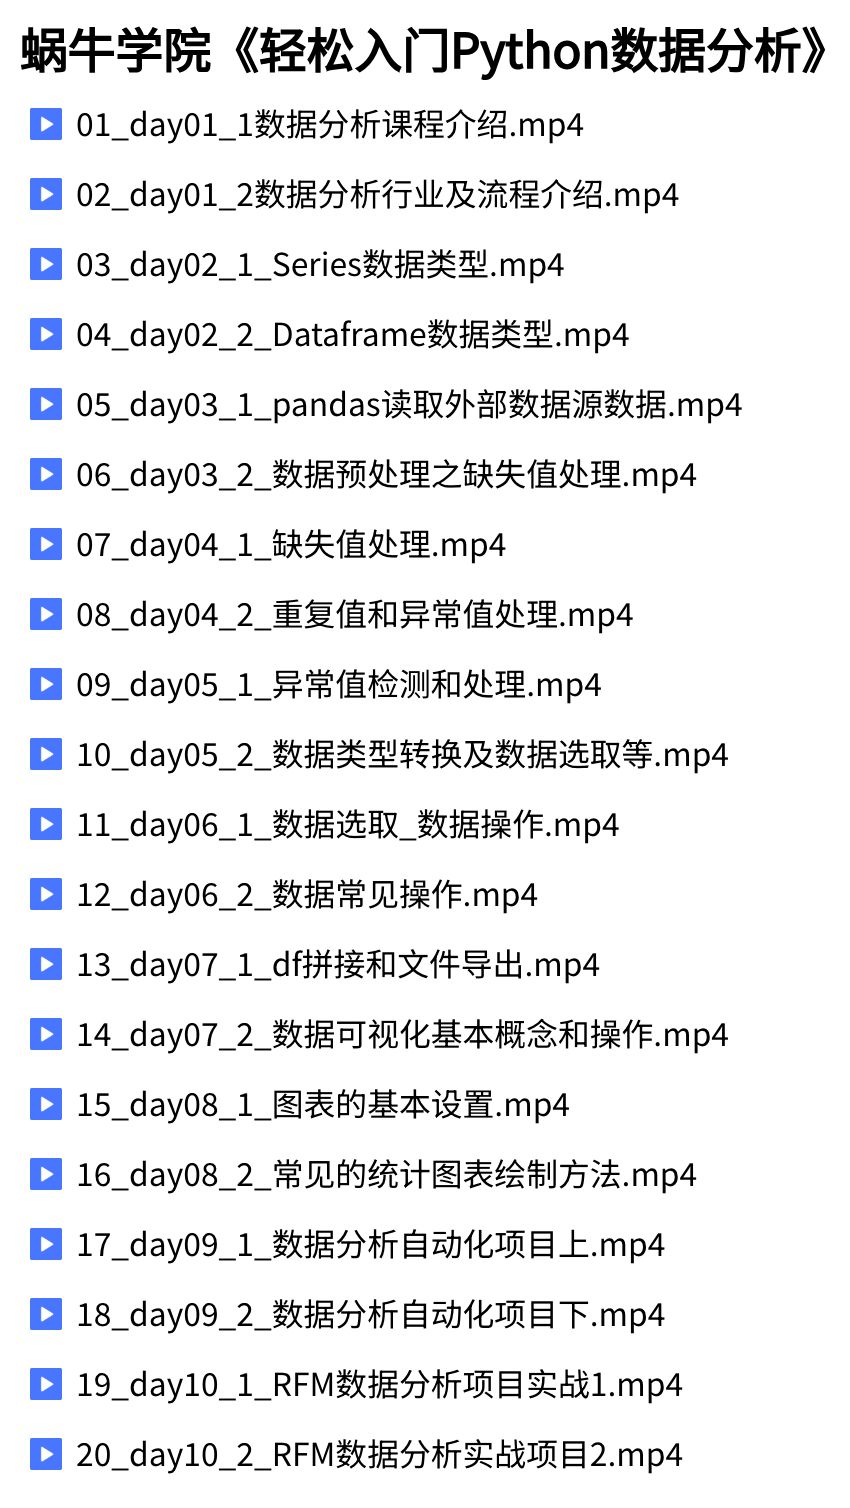 蜗牛学院《轻松入门Python数据分析》
01_day01_1数据分析课程介绍.mp4
02_day01_2数据分析行业及流程介绍.mp4
03_day02_1_Series数据类型.mp4
04_day02_2_Dataframe数据类型.mp4
05_day03_1_pandas读取外部数据源数据.mp4
06_day03_2_数据预处理之缺失值处理.mp4
07_day04_1_缺失值处理.mp4
08_day04_2_重复值和异常值处理.mp4
09_day05_1_异常值检测和处理.mp4
10_day05_2_数据类型转换及数据选取等.mp4
11_day06_1_数据选取_数据操作.mp4
12_day06_2_数据常见操作.mp4
13_day07_1_df拼接和文件导出.mp4
14_day07_2_数据可视化基本概念和操作.mp4
15_day08_1_图表的基本设置.mp4
16_day08_2_常见的统计图表绘制方法.mp4
17_day09_1_数据分析自动化项目上.mp4
18_day09_2_数据分析自动化项目下.mp4
19_day10_1_RFM数据分析项目实战1.mp4
20_day10_2_RFM数据分析实战项目2.mp4